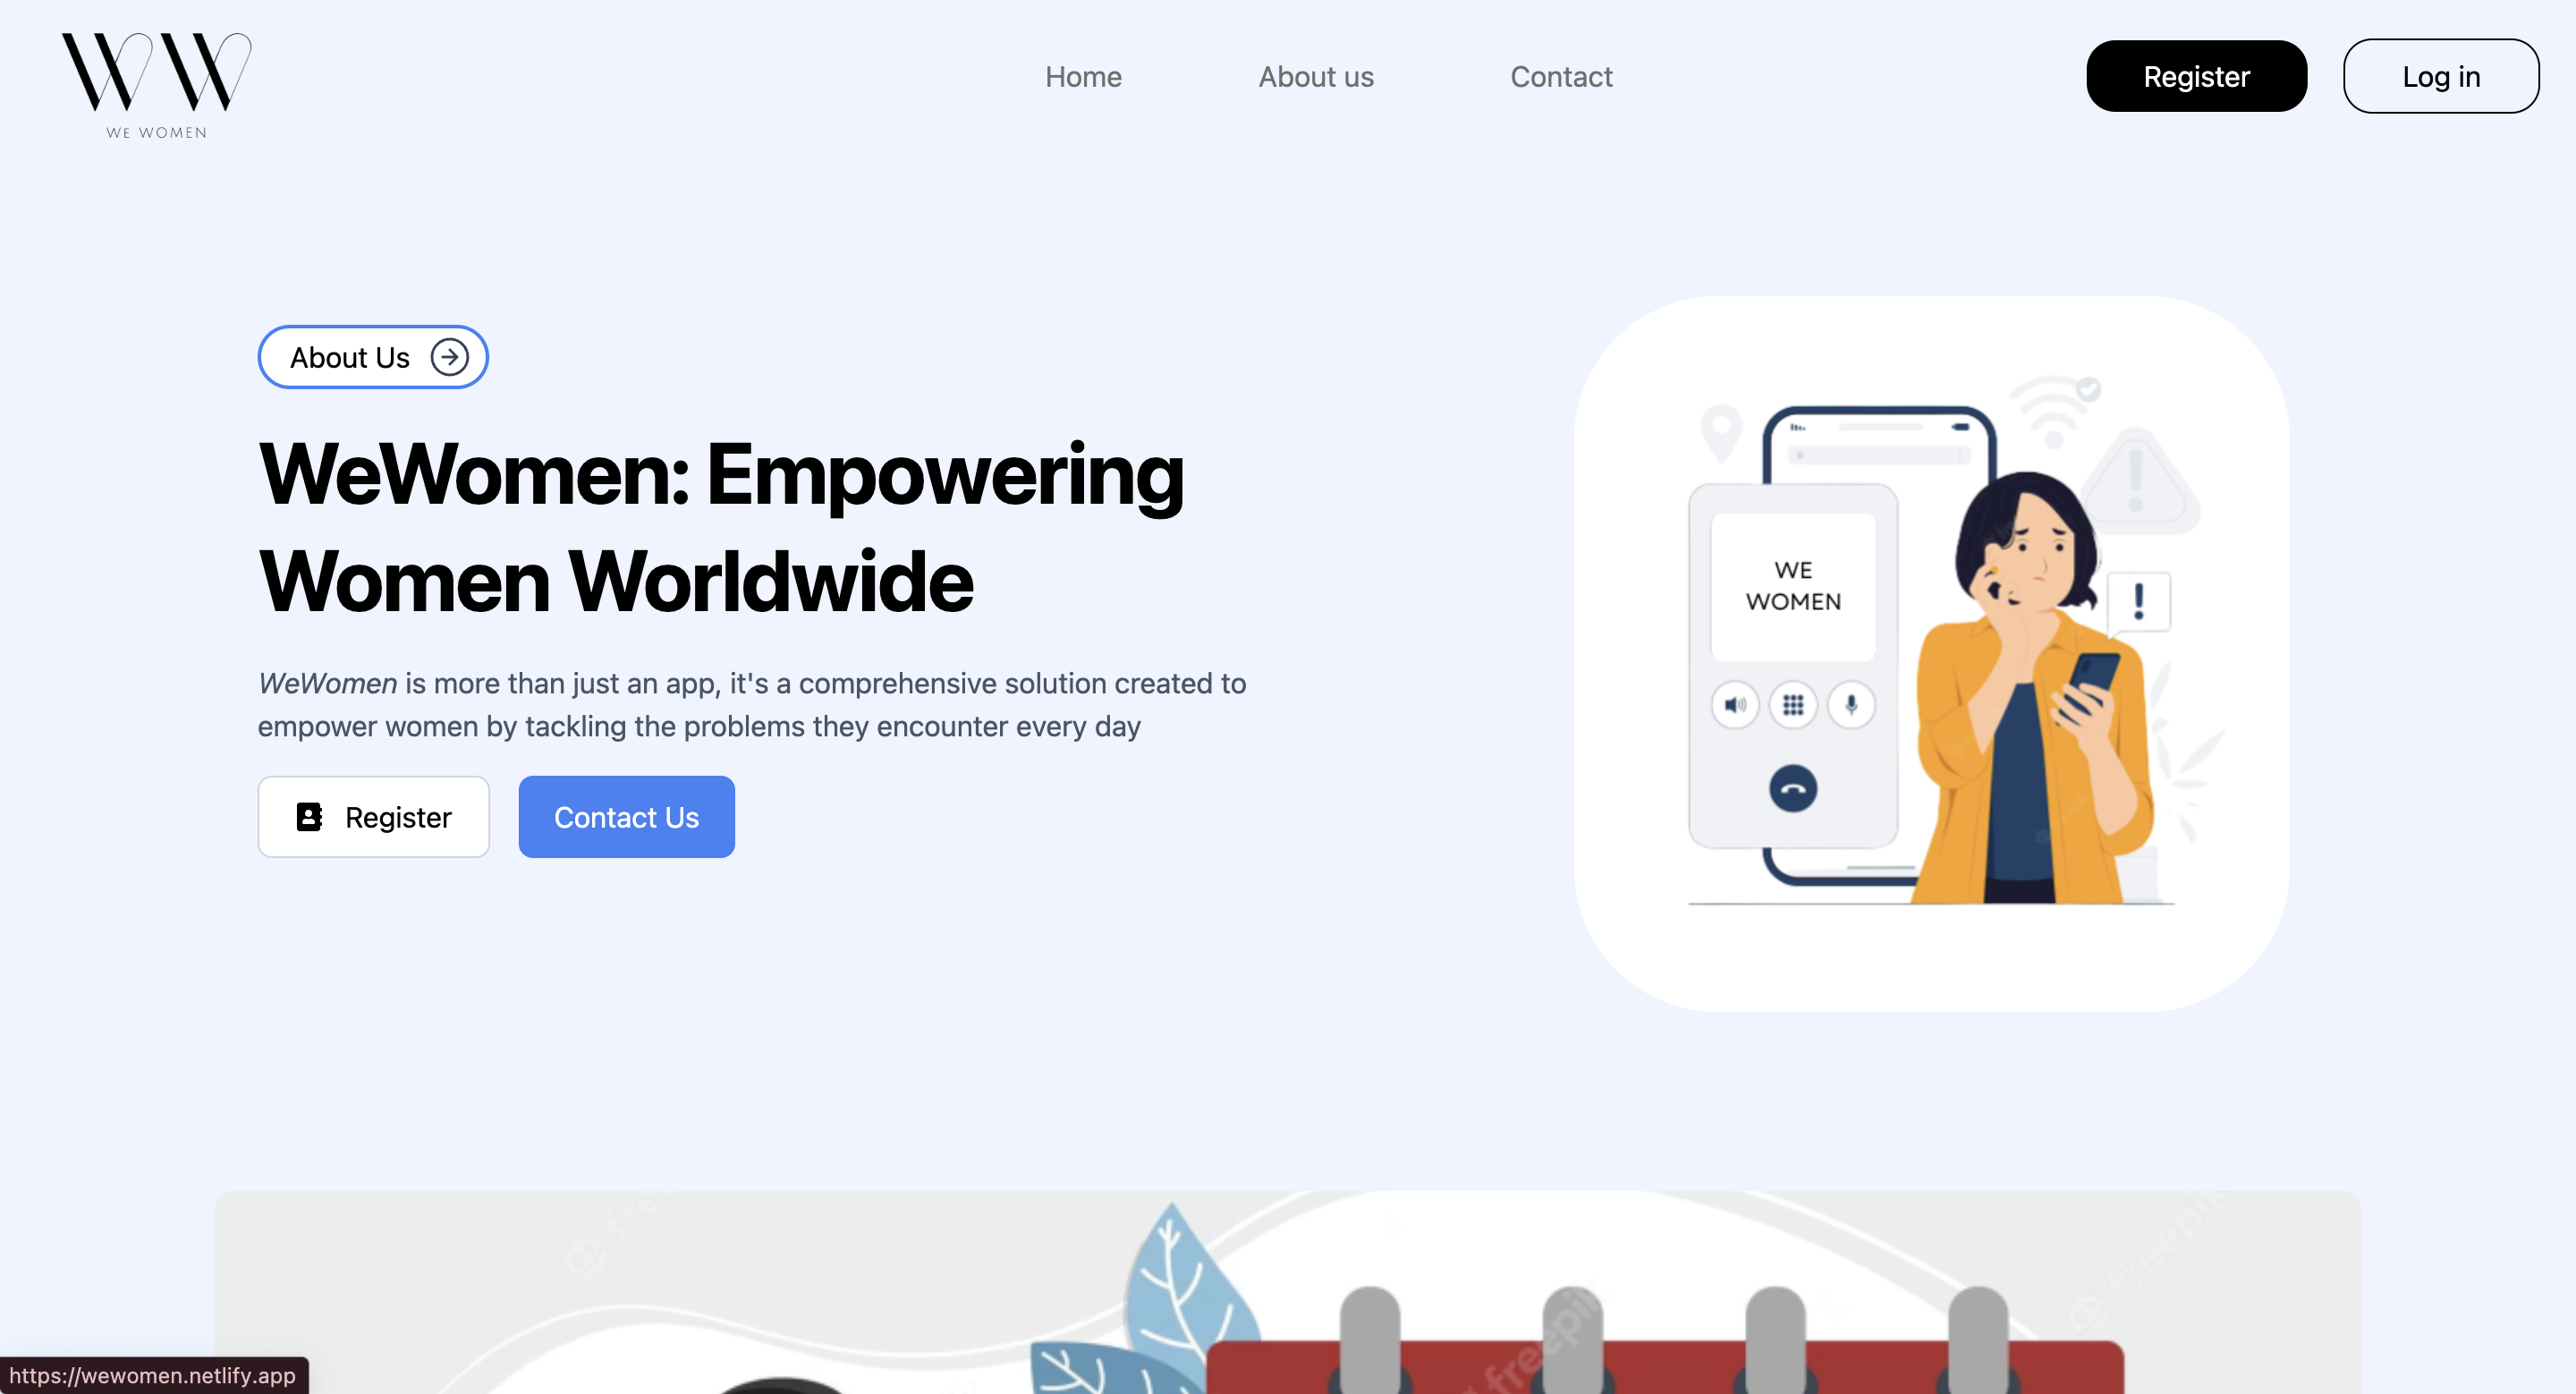 WE WOMEN
Home
About us
Contact
Register
Log in
About Us
WeWomen: Empowering
Women Worldwide
WeWomen is more than just an app, it's a comprehensive solution created to
empower women by tackling the problems they encounter every day
Register
Contact Us
WE
WOMEN
!
freepik
freepik
https://wewomen.netlify.app